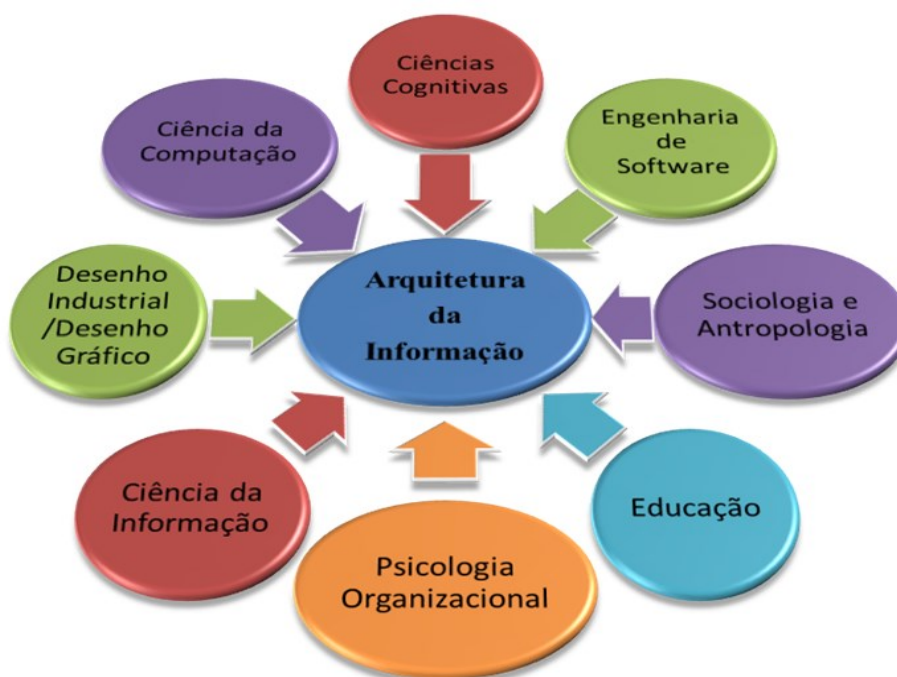 Ciências
Cognitivas
Engenharia
de
Software
Sociologia e
Antropologia
Educação
Psicologia
Organizacional
Ciência da
Informação
Desenho
Industrial
/Desenho
Gráfico
Ciência da
Computação
Arquitetura
da
Informação